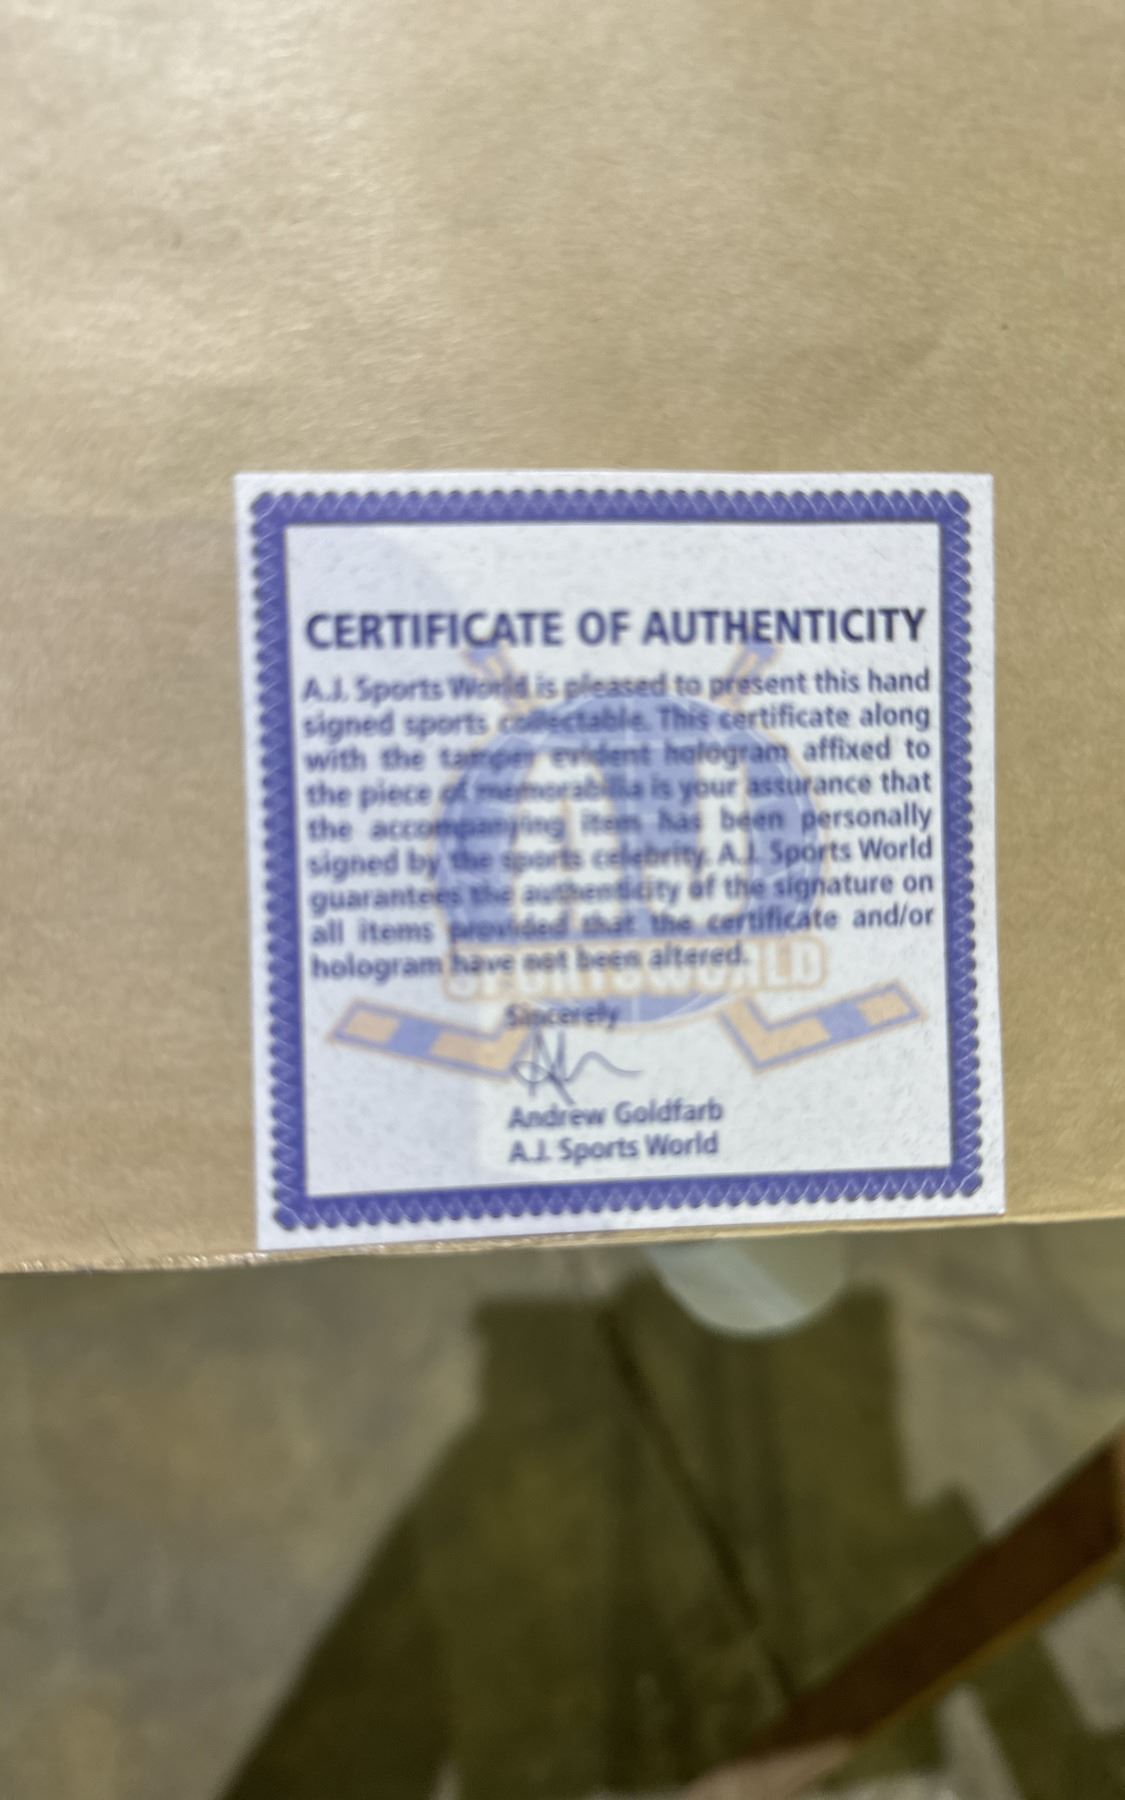 CERTIFICATE OF AUTHENTICITY
A.J. Sports World is pleased to present this hand
signed sports collectable. This certificate along
with the tamper evident hologram affixed to
the piece of memorabilia is your assurance that
the accompanying item has been personally
signed by the sports celebrity. A.J. Sports World
guarantees the authenticity of the signature on
all items provided that the certificate and/or
hologram have not been altered.
SPORTSWORLD
Sincerely
Andrew Goldfarb
A.J. Sports World